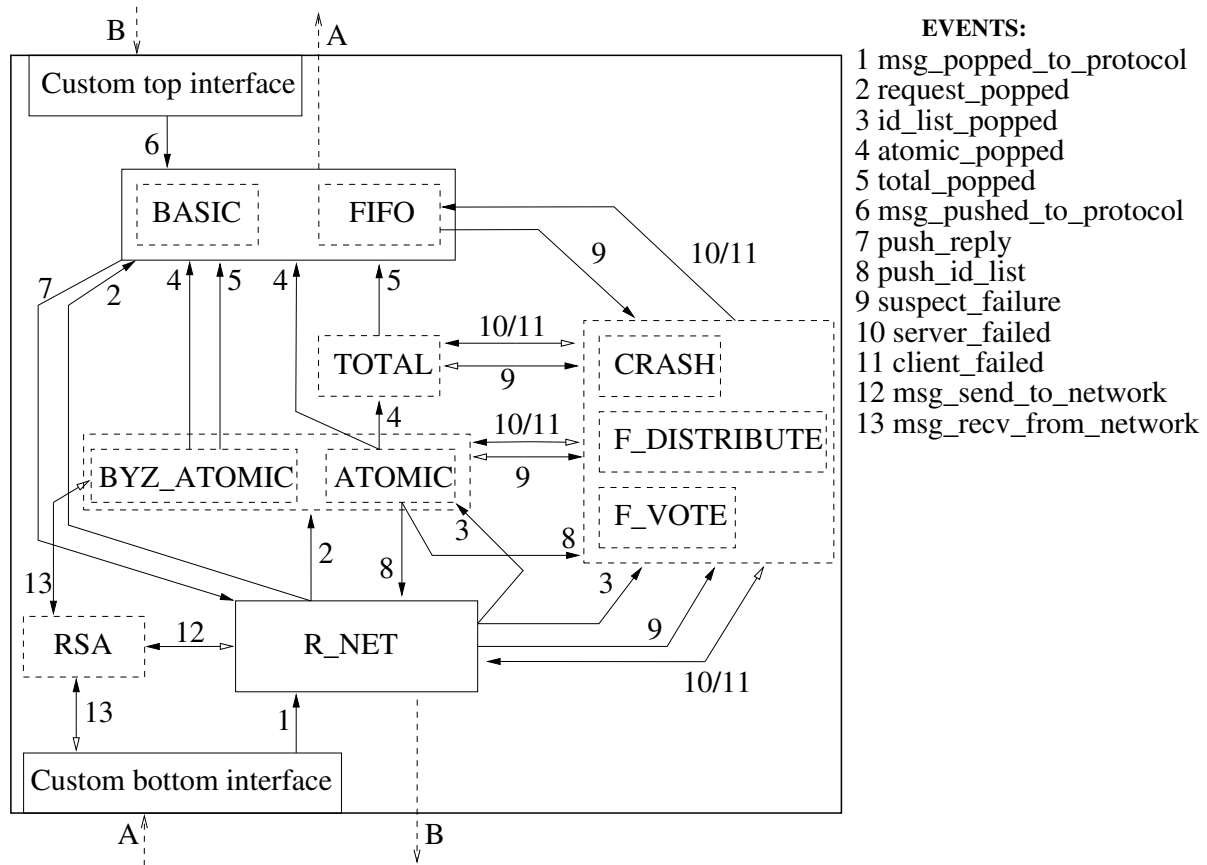 B
A
EVENTS:
1 msg_popped_to_protocol
2 request_popped
3 id_list_popped
4 atomic_popped
5 total_popped
6 msg_pushed_to_protocol
7 push_reply
8 push_id_list
9 suspect_failure
10 server_failed
11 client_failed
12 msg_send_to_network
13 msg_recv_from_network
Custom top interface
6
BASIC
FIFO
9
10/11
7
2
4
5
4
5
10/11
TOTAL
9
CRASH
4
10/11
F_DISTRIBUTE
BYZ_ATOMIC
ATOMIC
9
F_VOTE
3
2
8
8
13
3
RSA
12
R_NET
9
10/11
13
1
Custom bottom interface
A
B